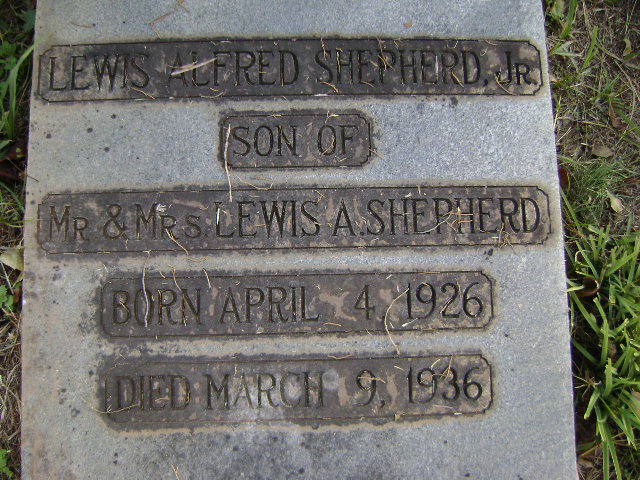 LEWIS ALFRED SHEPHERD, JR.
SON OF
MR & MRS. LEWIS A. SHEPHERD
BORN APRIL 4, 1926
DIED MARCH 9, 1936